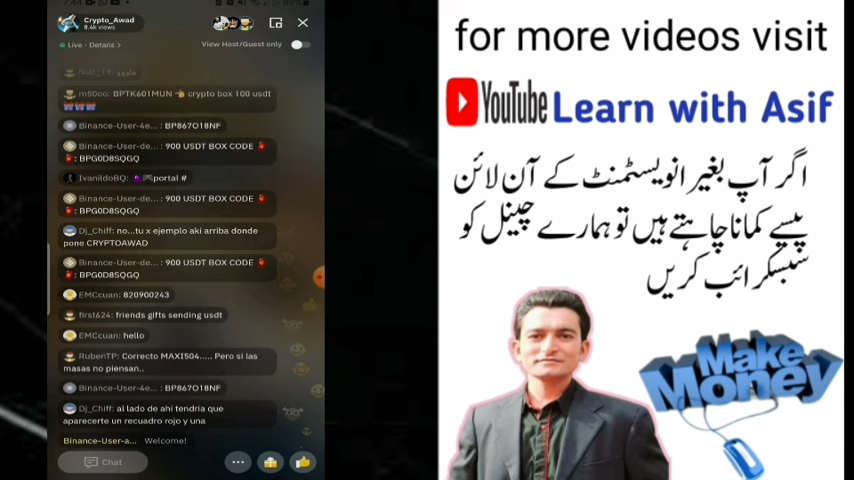 Crypto_Awad
8.4k views
Live · Details >
View Host/Guest only
m50oo: BPTK601MUN 👈 crypto box 100 usdt
🎁🎁🎁
Binance-User-4e... : BP867O18NF
Binance-User-de... : 900 USDT BOX CODE 🧧
🧧: BPG0D8SQGQ
IvanildoBQ: portal #
Binance-User-de... : 900 USDT BOX CODE 🧧
🧧: BPG0D8SQGQ
Dj_Chiff: no...tu x ejemplo aki arriba donde
pone CRYPTOAWAD
Binance-User-de... : 900 USDT BOX CODE 🧧
🧧: BPG0D8SQGQ
EMCcuan: 820900243
first624: friends gifts sending usdt
EMCcuan: hello
RubenTP: Correcto MAXI504..... Pero si las
masas no piensan..
Binance-User-4e... : BP867O18NF
Dj_Chiff: al lado de ahi tendria que
aparecerte un recuadro rojo y una
Binance-User-a... Welcome!
Chat
for more videos visit
YouTube Learn with Asif
اگر آپ بغیر انویسٹمنٹ کے آن لائن
پیسے کمانا چاہتے ہیں تو ہمارے چینل کو
سبسکرائب کریں
Make
Money